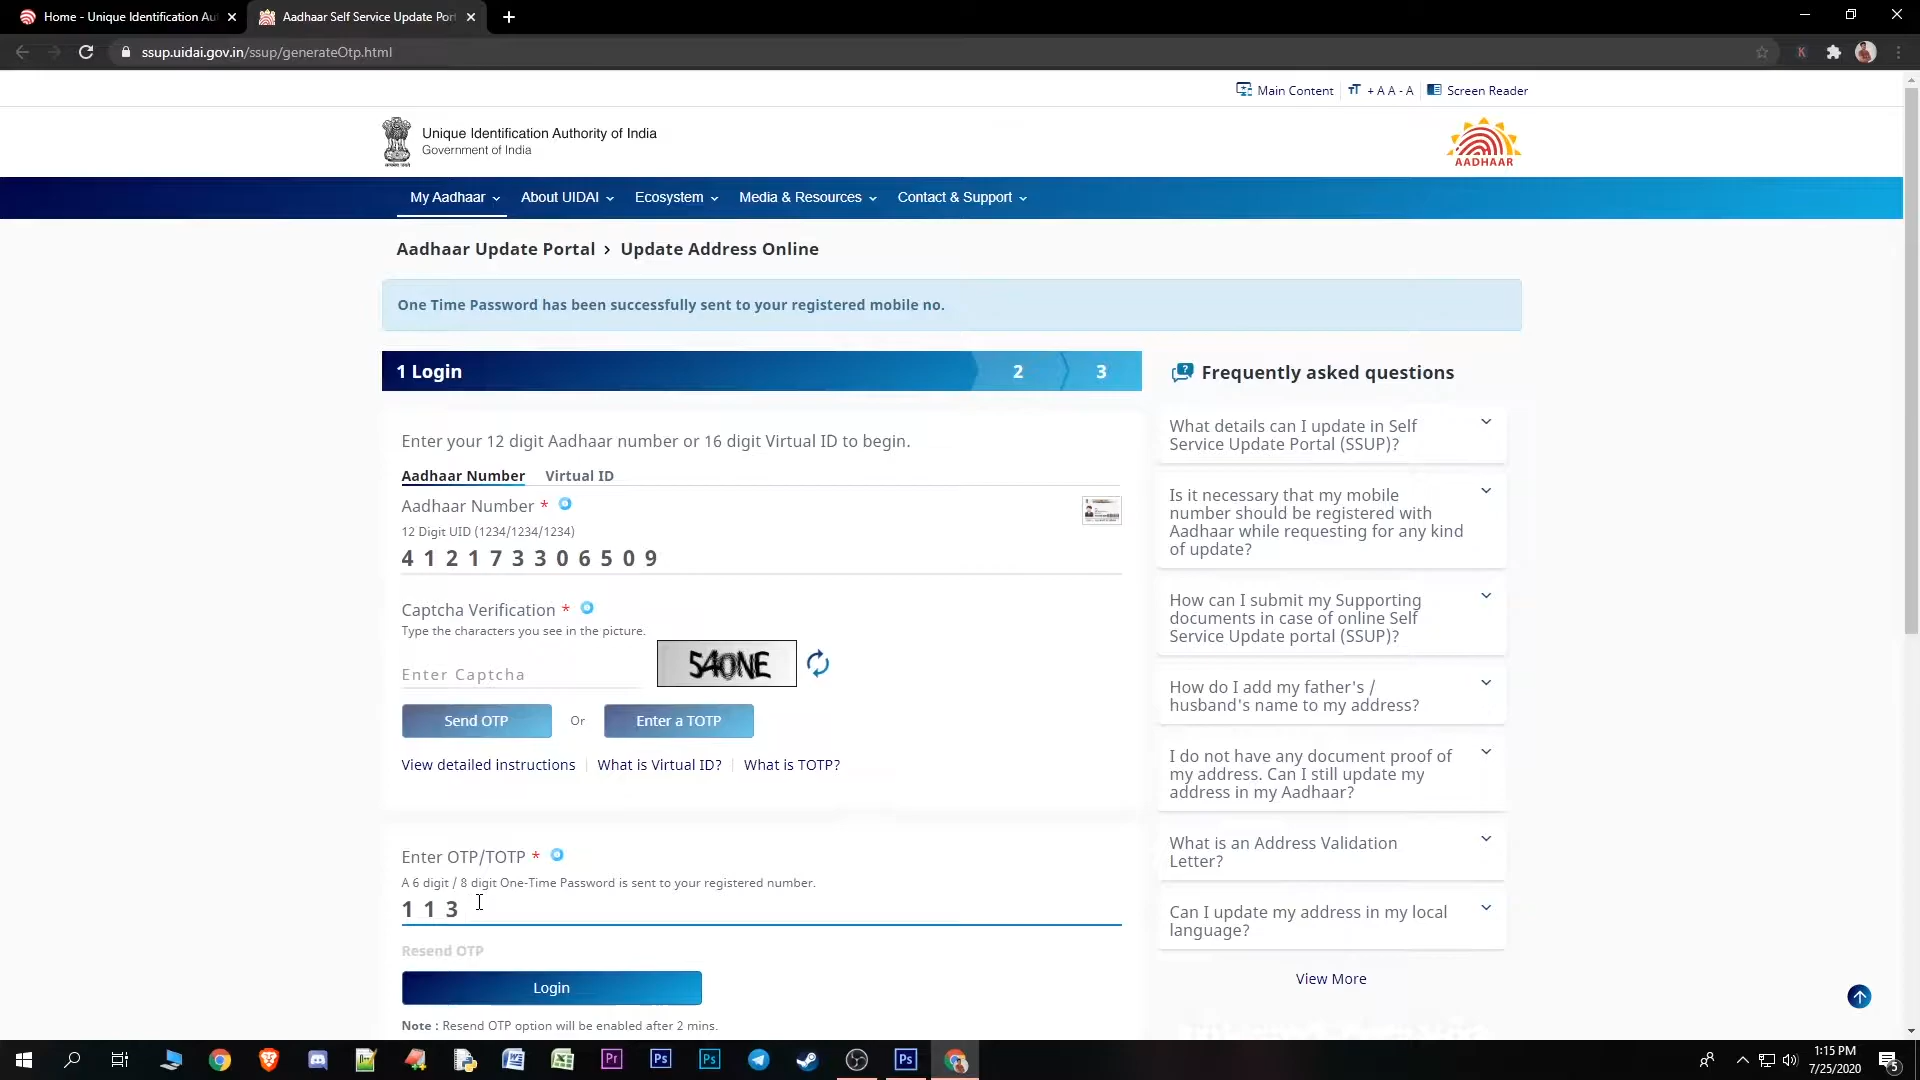 Home - Unique Identification Au
Aadhaar Self Service Update Por
ssup.uidai.gov.in/ssup/generateOtp.html
Main Content
+ A A - A
Screen Reader
Unique Identification Authority of India
Government of India
AADHAAR
My Aadhaar
About UIDAI
Ecosystem
Media & Resources
Contact & Support
Aadhaar Update Portal › Update Address Online
One Time Password has been successfully sent to your registered mobile no.
1 Login
2
3
Enter your 12 digit Aadhaar number or 16 digit Virtual ID to begin.
Aadhaar Number
Virtual ID
Aadhaar Number *
12 Digit UID (1234/1234/1234)
4 1 2 1 7 3 3 0 6 5 0 9
Captcha Verification *
Type the characters you see in the picture.
Enter Captcha
54ONE
Send OTP
Or
Enter a TOTP
View detailed instructions
What is Virtual ID?
What is TOTP?
Enter OTP/TOTP *
A 6 digit / 8 digit One-Time Password is sent to your registered number.
1 1 3
Resend OTP
Login
Note : Resend OTP option will be enabled after 2 mins.
Frequently asked questions
What details can I update in Self
Service Update Portal (SSUP)?
Is it necessary that my mobile
number should be registered with
Aadhaar while requesting for any kind
of update?
How can I submit my Supporting
documents in case of online Self
Service Update portal (SSUP)?
How do I add my father's /
husband's name to my address?
I do not have any document proof of
my address. Can I still update my
address in my Aadhaar?
What is an Address Validation
Letter?
Can I update my address in my local
language?
View More
Pr
Ps
Ps
Ps
1:15 PM
7/25/2020
5